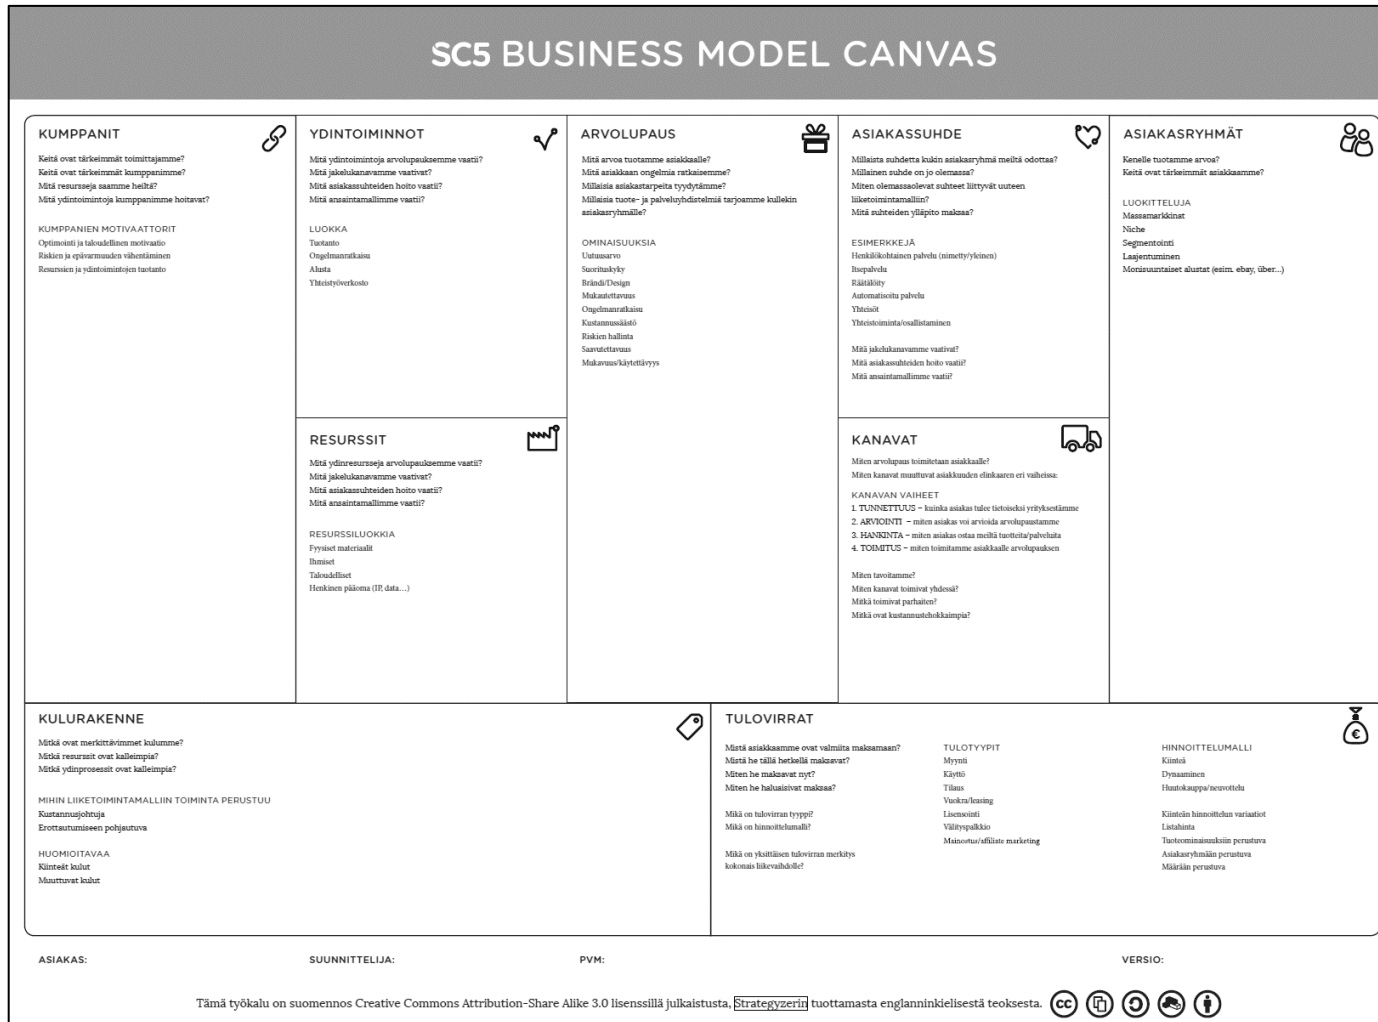 SC5 BUSINESS MODEL CANVAS
KUMPPANIT
Keitä ovat tärkeimmät toimittajamme?
Keitä ovat tärkeimmät kumppanimme?
Mitä resursseja saamme heiltä?
Mitä ydintoimintoja kumppanimme hoitavat?
KUMPPANIEN MOTIVAATTORIT
Optimointi ja taloudellinen motivaatio
Riskien ja epävarmuuden vähentäminen
Resurssien ja ydintoimintojen tuotanto
YDINTOIMINNOT
Mitä ydintoimintoja arvolupauksemme vaatii?
Mitä jakelukanavamme vaativat?
Mitä asiakassuhteiden hoito vaatii?
Mitä ansaintamallimme vaatii?
LUOKKA
Tuotanto
Ongelmanratkaisu
Alusta
Yhteistyöverkosto
RESURSSIT
Mitä ydinresursseja arvolupauksemme vaatii?
Mitä jakelukanavamme vaativat?
Mitä asiakassuhteiden hoito vaatii?
Mitä ansaintamallimme vaatii?
RESURSSILUOKKIA
Fyysiset materiaalit
Ihmiset
Taloudelliset
Henkinen pääoma (IP, data...)
ARVOLUPAUS
Mitä arvoa tuotamme asiakkaalle?
Mitä asiakkaan ongelmia ratkaisemme?
Millaisia asiakastarpeita tyydytämme?
Millaisia tuote- ja palveluyhdistelmiä tarjoamme kullekin
asiakasryhmälle?
OMINAISUUKSIA
Uutuusarvo
Suorituskyky
Brändi/Design
Mukautettavuus
Ongelmanratkaisu
Kustannussäästö
Riskien hallinta
Saavutettavuus
Mukavuus/käytettävyys
ASIAKASSUHDE
Millaista suhdetta kukin asiakasryhmä meiltä odottaa?
Millainen suhde on jo olemassa?
Miten olemassaolevat suhteet liittyvät uuteen
liiketoimintamalliin?
Mitä suhteiden ylläpito maksaa?
ESIMERKKEJÄ
Henkilökohtainen palvelu (nimetty/yleinen)
Itsepalvelu
Räätälöity
Automatisoitu palvelu
Yhteisöt
Yhteistoiminta/osallistaminen
Mitä jakelukanavamme vaativat?
Mitä asiakassuhteiden hoito vaatii?
Mitä ansaintamallimme vaatii?
KANAVAT
Miten arvolupaus toimitetaan asiakkaalle?
Miten kanavat muuttuvat asiakkuuden elinkaaren eri vaiheissa:
KANAVAN VAIHEET
1. TUNNETTUUS – kuinka asiakas tulee tietoiseksi yrityksestämme
2. ARVIOINTI – miten asiakas voi arvioida arvolupaustamme
3. HANKINTA – miten asiakas ostaa meiltä tuotteita/palveluita
4. TOIMITUS – miten toimitamme asiakkaalle arvolupauksen
Miten tavoitamme?
Miten kanavat toimivat yhdessä?
Mitkä toimivat parhaiten?
Mitkä ovat kustannustehokkaimpia?
ASIAKASRYHMÄT
Kenelle tuotamme arvoa?
Keitä ovat tärkeimmät asiakkaamme?
LUOKITTELUJA
Massamarkkinat
Niche
Segmentointi
Laajentuminen
Monisuuntaiset alustat (esim. ebay, über...)
KULURAKENNE
Mitkä ovat merkittävimmet kulumme?
Mitkä resurssit ovat kalleimpia?
Mitkä ydinprosessit ovat kalleimpia?
MIHIN LIIKETOIMINTAMALLIIN TOIMINTA PERUSTUU
Kustannusjohtuja
Erottautumiseen pohjautuva
HUOMIOITAVAA
Kiinteät kulut
Muuttuvat kulut
TULOVIRRAT
Mistä asiakkaamme ovat valmiita maksamaan?
Mistä he tällä hetkellä maksavat?
Miten he maksavat nyt?
Miten he haluaisivat maksaa?
Mikä on tulovirran tyyppi?
Mikä on hinnoittelumalli?
Mikä on yksittäisen tulovirran merkitys
kokonais liikevaihdolle?
TULOTYYPIT
Myynti
Käyttö
Tilaus
Vuokra/leasing
Lisensointi
Välityspalkkio
Mainostus/affiliate marketing
HINNOITTELUMALLI
Kiinteä
Dynaaminen
Huutokauppa/neuvottelu
Kiinteän hinnoittelun variaatiot
Listahinta
Tuoteominaisuuksiin perustuva
Asiakasryhmään perustuva
Määrään perustuva
ASIAKAS:
SUUNNITTELIJA:
PVM:
VERSIO:
Tämä työkalu on suomennos Creative Commons Attribution-Share Alike 3.0 lisenssillä julkaistusta, Strategyzerin tuottamasta englanninkielisestä teoksesta.
cc